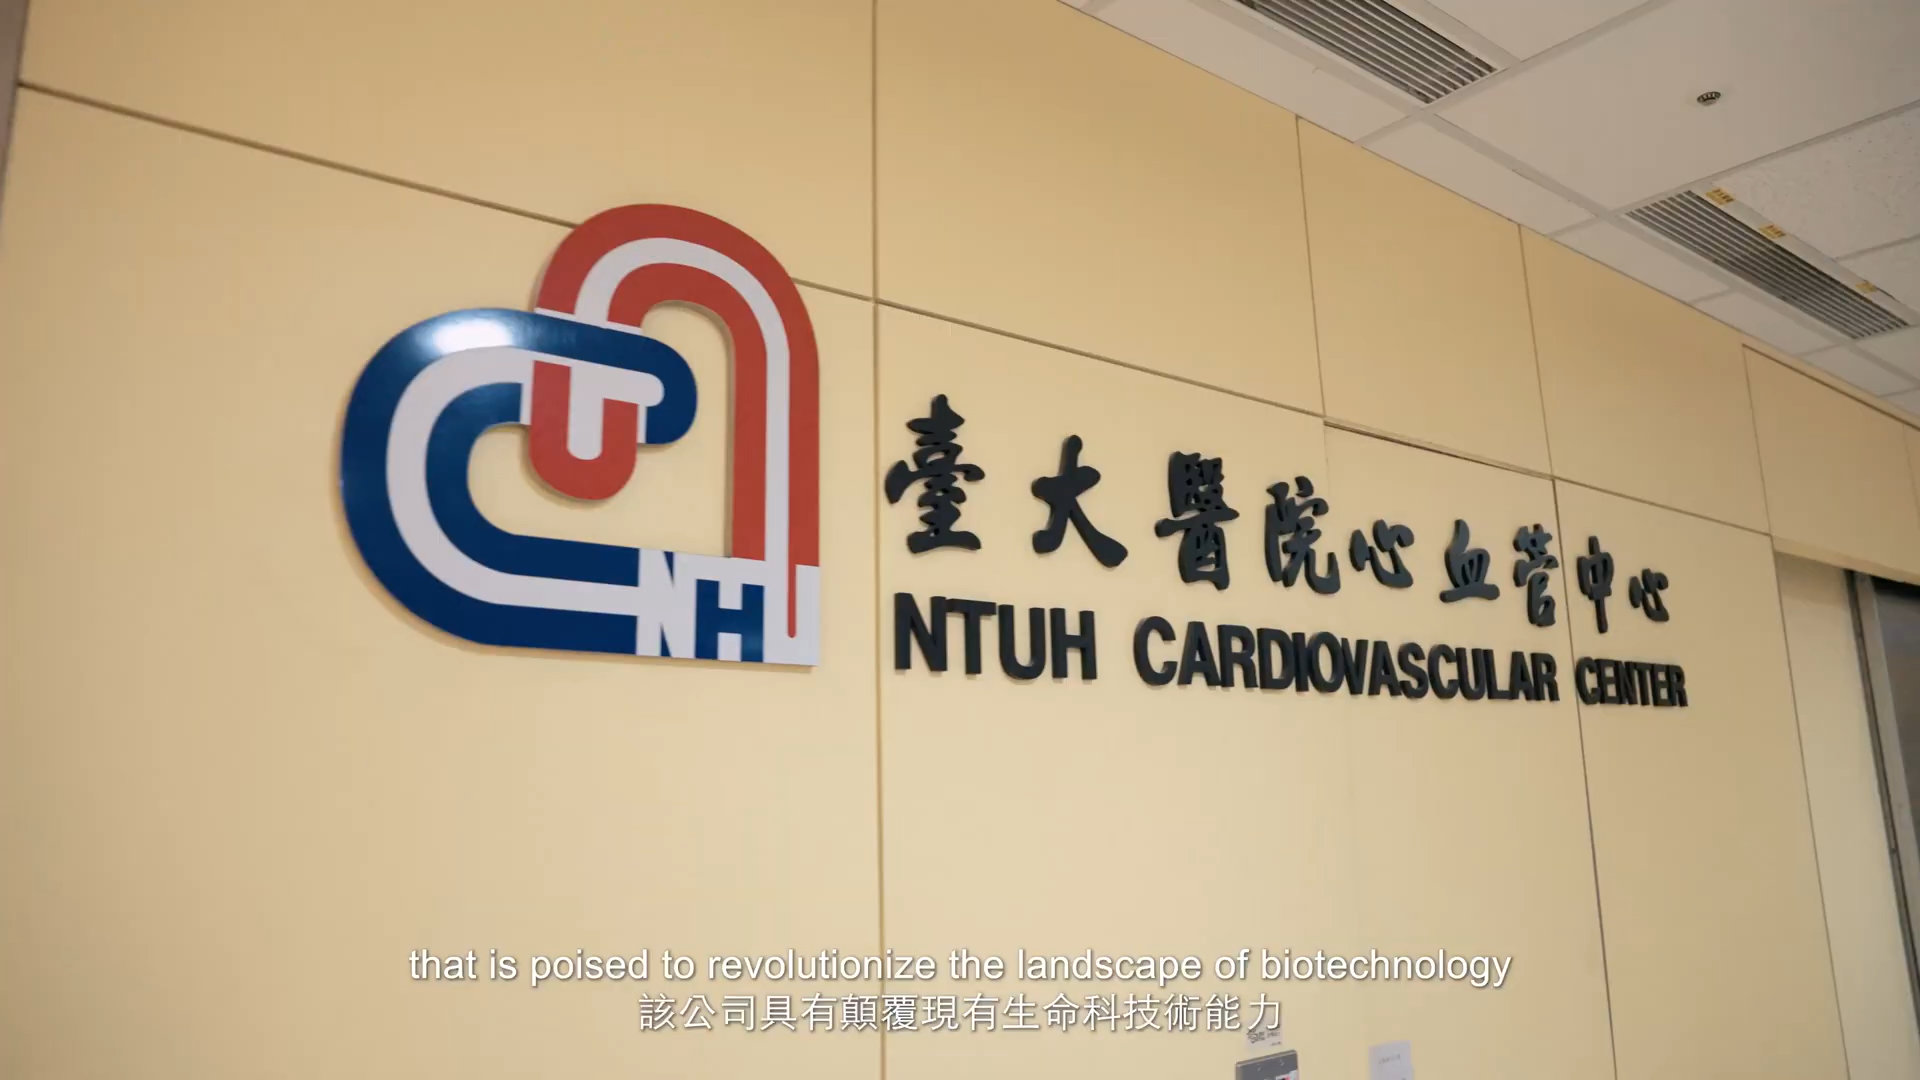 NHU
臺大醫院心血管中心
NTUH CARDIOVASCULAR CENTER
that is poised to revolutionize the landscape of biotechnology
該公司具有顛覆現有生命科技術能力